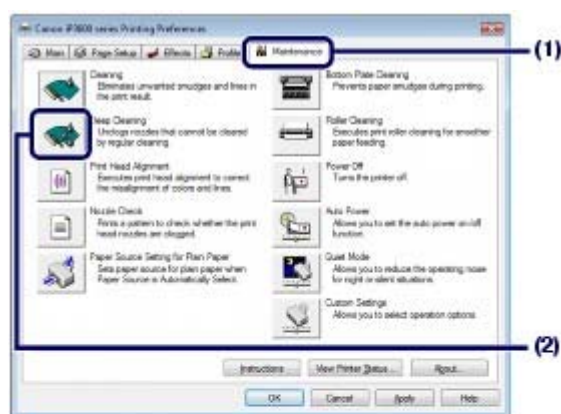 Canon iP3600 series Printing Preferences
Main
Page Setup
Effects
Profile
Maintenance
(1)
Cleaning
Eliminates unwanted smudges and lines in
the print result.
Deep Cleaning
Unclogs nozzles that cannot be cleared
by regular cleaning.
Print Head Alignment
Executes print head alignment to correct
the misalignment of colors and lines.
Nozzle Check
Prints a pattern to check whether the print
head nozzles are clogged.
Paper Source Setting for Plain Paper
Sets paper source for plain paper when
Paper Source is Automatically Select.
Bottom Plate Cleaning
Prevents paper smudges during printing.
Roller Cleaning
Executes print roller cleaning for smoother
paper feeding.
Power Off
Turns the printer off.
Auto Power
Allows you to set the auto power on/off
function.
Quiet Mode
Allows you to reduce the operating noise
for night or silent situations.
Custom Settings
Allows you to select operation options.
(2)
Instructions
View Printer Status...
About...
OK
Cancel
Apply
Help